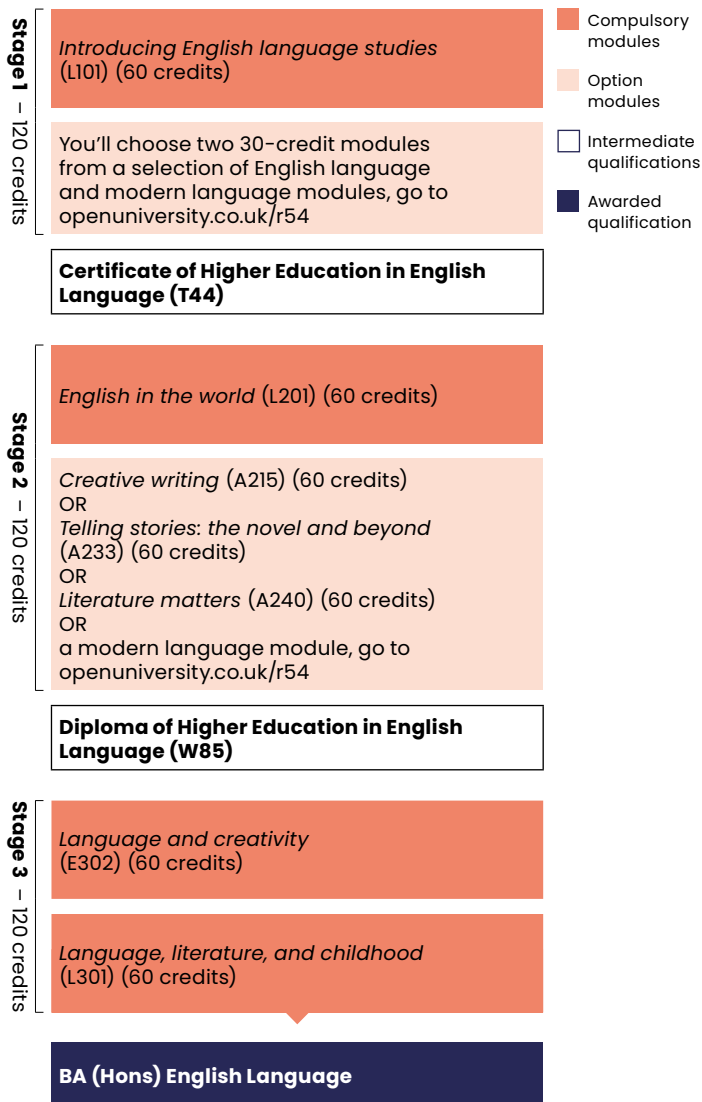 Stage 1 – 120 credits
Introducing English language studies
(L101) (60 credits)
You’ll choose two 30-credit modules
from a selection of English language
and modern language modules, go to
openuniversity.co.uk/r54
Certificate of Higher Education in English
Language (T44)
Stage 2 – 120 credits
English in the world (L201) (60 credits)
Creative writing (A215) (60 credits)
OR
Telling stories: the novel and beyond
(A233) (60 credits)
OR
Literature matters (A240) (60 credits)
OR
a modern language module, go to
openuniversity.co.uk/r54
Diploma of Higher Education in English
Language (W85)
Stage 3 – 120 credits
Language and creativity
(E302) (60 credits)
Language, literature, and childhood
(L301) (60 credits)
BA (Hons) English Language
Compulsory
modules
Option
modules
Intermediate
qualifications
Awarded
qualification